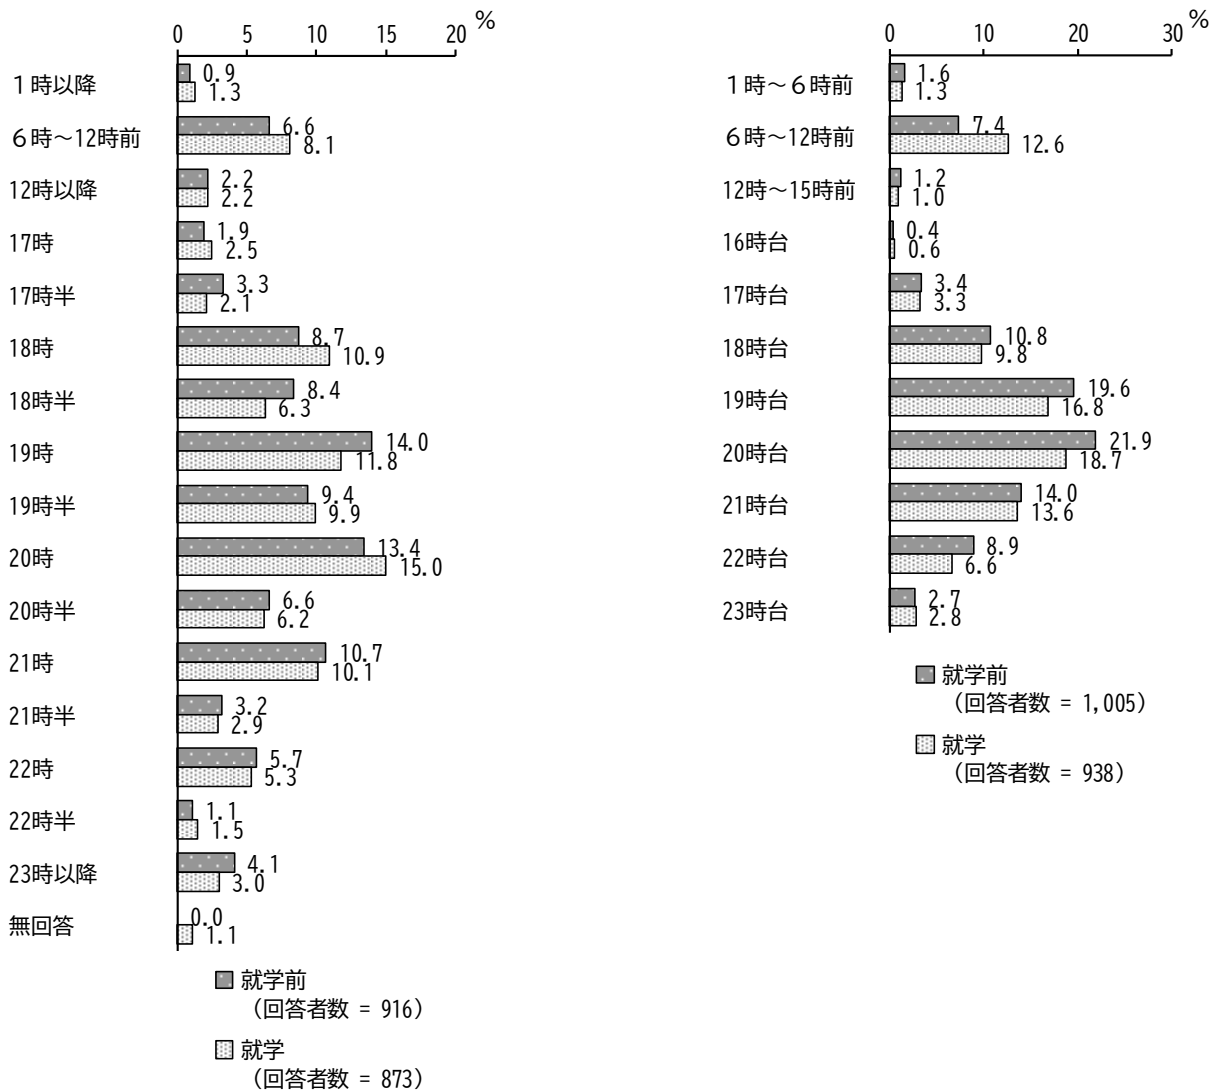 0 5 10 15 20 %
１時以降 0.9
1.3
６時～12時前 6.6
8.1
12時以降 2.2
2.2
17時 1.9
2.5
17時半 3.3
2.1
18時 8.7
10.9
18時半 8.4
6.3
19時 14.0
11.8
19時半 9.4
9.9
20時 13.4
15.0
20時半 6.6
6.2
21時 10.7
10.1
21時半 3.2
2.9
22時 5.7
5.3
22時半 1.1
1.5
23時以降 4.1
3.0
無回答 0.0
1.1
就学前
（回答者数 = 916）
就学
（回答者数 = 873）
0 10 20 30 %
１時～６時前 1.6
1.3
６時～12時前 7.4
12.6
12時～15時前 1.2
1.0
16時台 0.4
0.6
17時台 3.4
3.3
18時台 10.8
9.8
19時台 19.6
16.8
20時台 21.9
18.7
21時台 14.0
13.6
22時台 8.9
6.6
23時台 2.7
2.8
就学前
（回答者数 = 1,005）
就学
（回答者数 = 938）